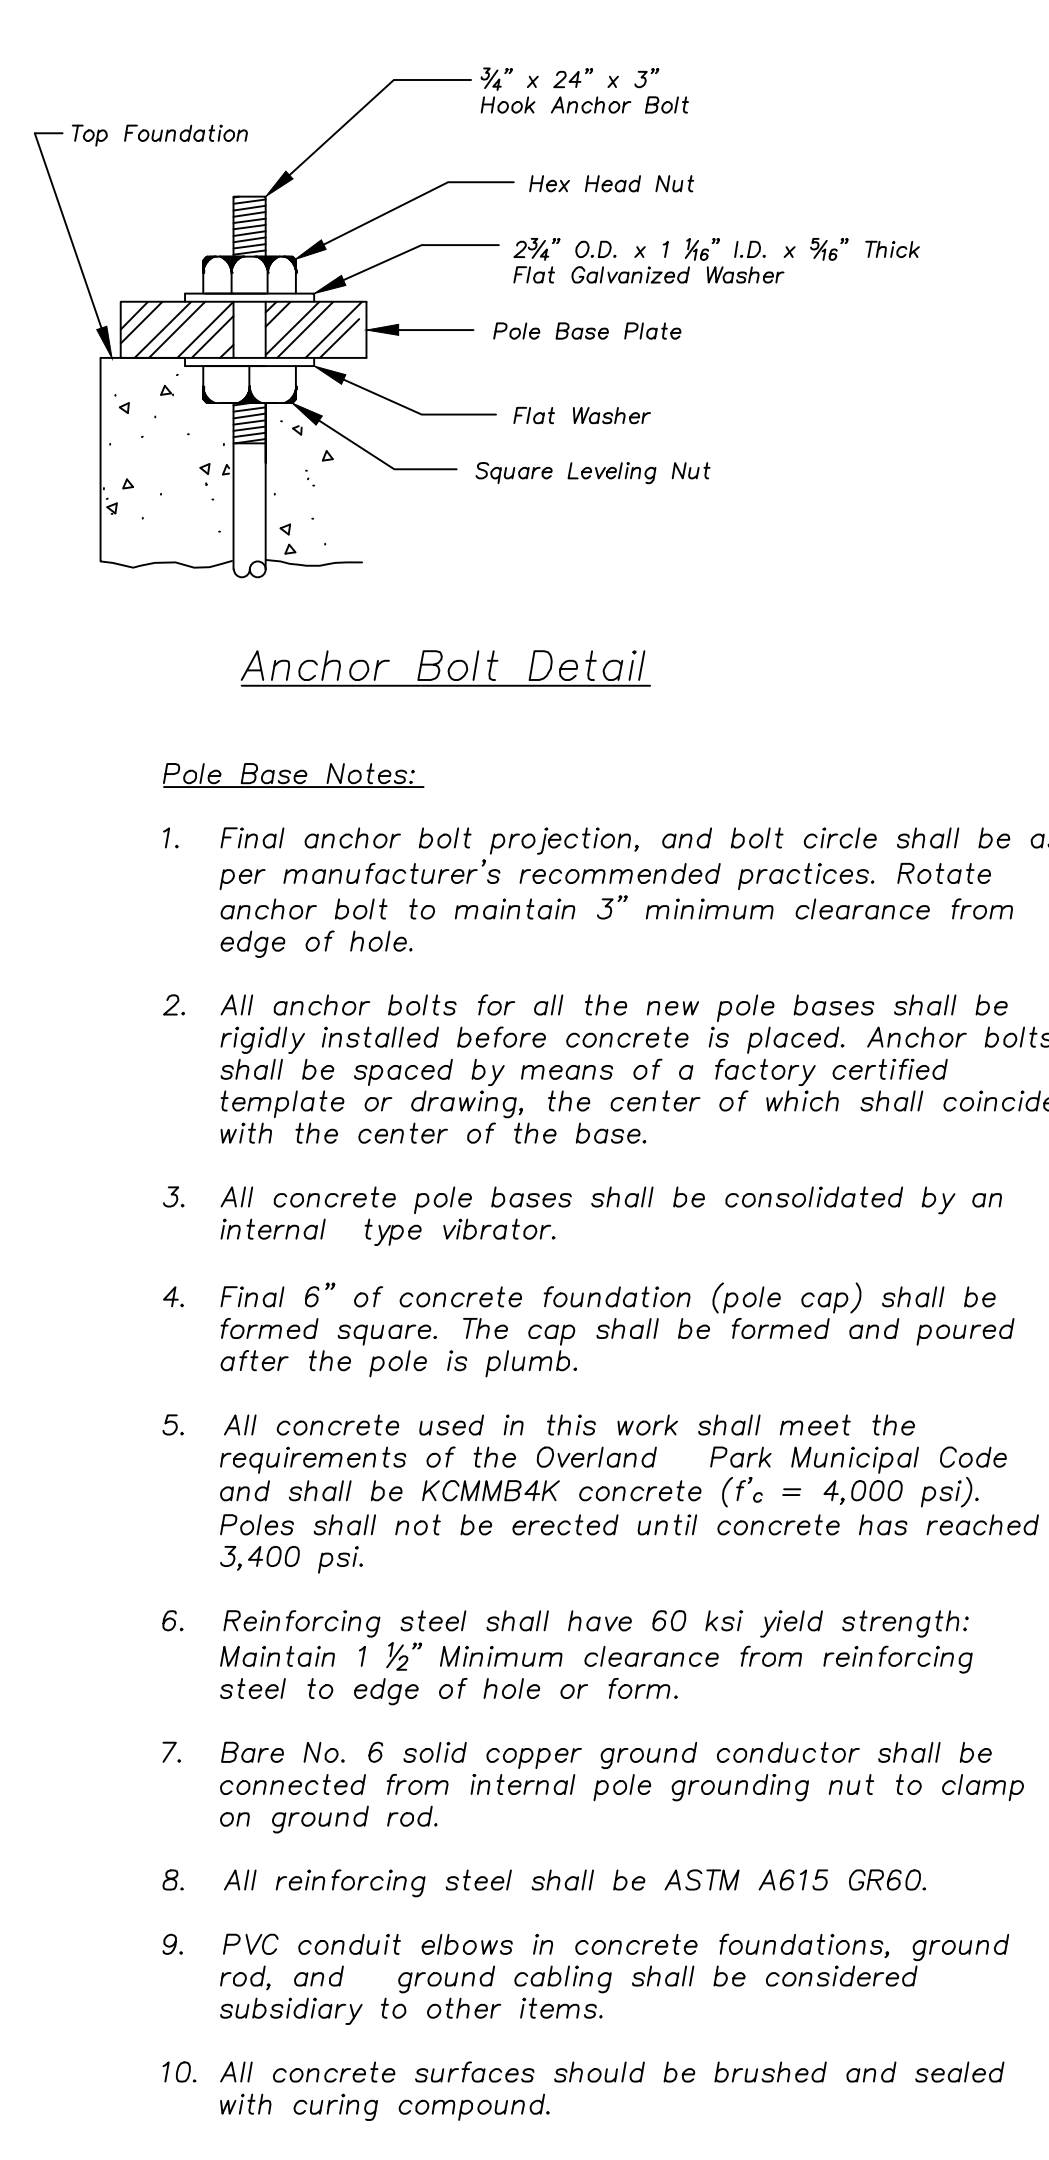 ¾” x 24” x 3”
Hook Anchor Bolt
Top Foundation
Hex Head Nut
2¾” O.D. x 1 1⁄16” I.D. x 5⁄16” Thick
Flat Galvanized Washer
Pole Base Plate
Flat Washer
Square Leveling Nut
Anchor Bolt Detail
Pole Base Notes:
1. Final anchor bolt projection, and bolt circle shall be as
per manufacturer’s recommended practices. Rotate
anchor bolt to maintain 3” minimum clearance from
edge of hole.
2. All anchor bolts for all the new pole bases shall be
rigidly installed before concrete is placed. Anchor bolts
shall be spaced by means of a factory certified
template or drawing, the center of which shall coincide
with the center of the base.
3. All concrete pole bases shall be consolidated by an
internal type vibrator.
4. Final 6” of concrete foundation (pole cap) shall be
formed square. The cap shall be formed and poured
after the pole is plumb.
5. All concrete used in this work shall meet the
requirements of the Overland Park Municipal Code
and shall be KCMMB4K concrete (f’c = 4,000 psi).
Poles shall not be erected until concrete has reached
3,400 psi.
6. Reinforcing steel shall have 60 ksi yield strength:
Maintain 1 ½” Minimum clearance from reinforcing
steel to edge of hole or form.
7. Bare No. 6 solid copper ground conductor shall be
connected from internal pole grounding nut to clamp
on ground rod.
8. All reinforcing steel shall be ASTM A615 GR60.
9. PVC conduit elbows in concrete foundations, ground
rod, and ground cabling shall be considered
subsidiary to other items.
10. All concrete surfaces should be brushed and sealed
with curing compound.